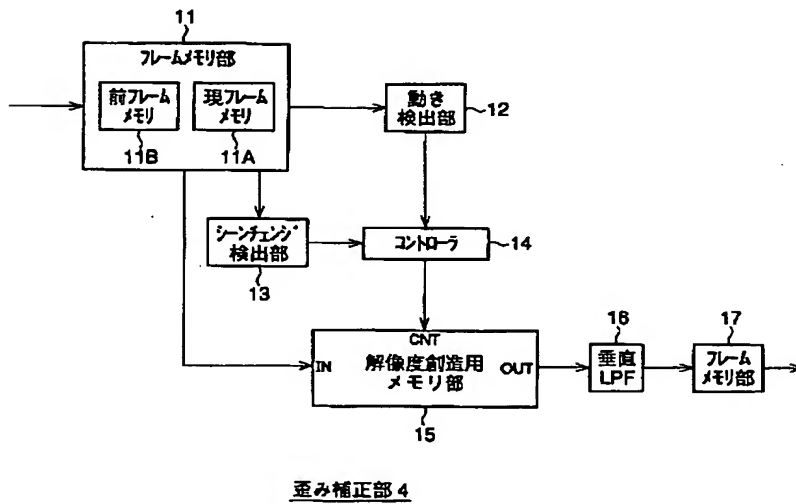 11
フレームメモリ部
前フレーム
メモリ
現フレーム
メモリ
11B
11A
動き
検出部
12
シーンチェンジ
検出部
13
コントローラ
14
CNT
IN
解像度創造用
メモリ部
OUT
15
16
垂直
LPF
17
フレーム
メモリ部
歪み補正部 4